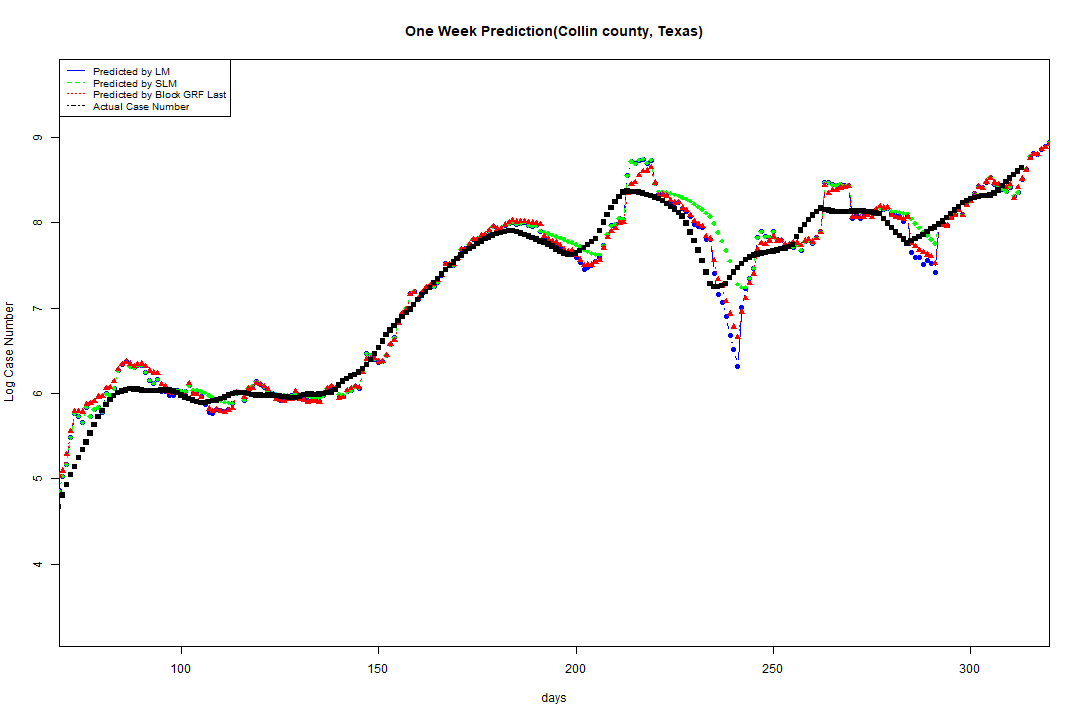 One Week Prediction(Collin county, Texas)
Predicted by LM
Predicted by SLM
Predicted by Block GRF Last
Actual Case Number
9
8
7
6
5
4
Log Case Number
100 150 200 250 300
days